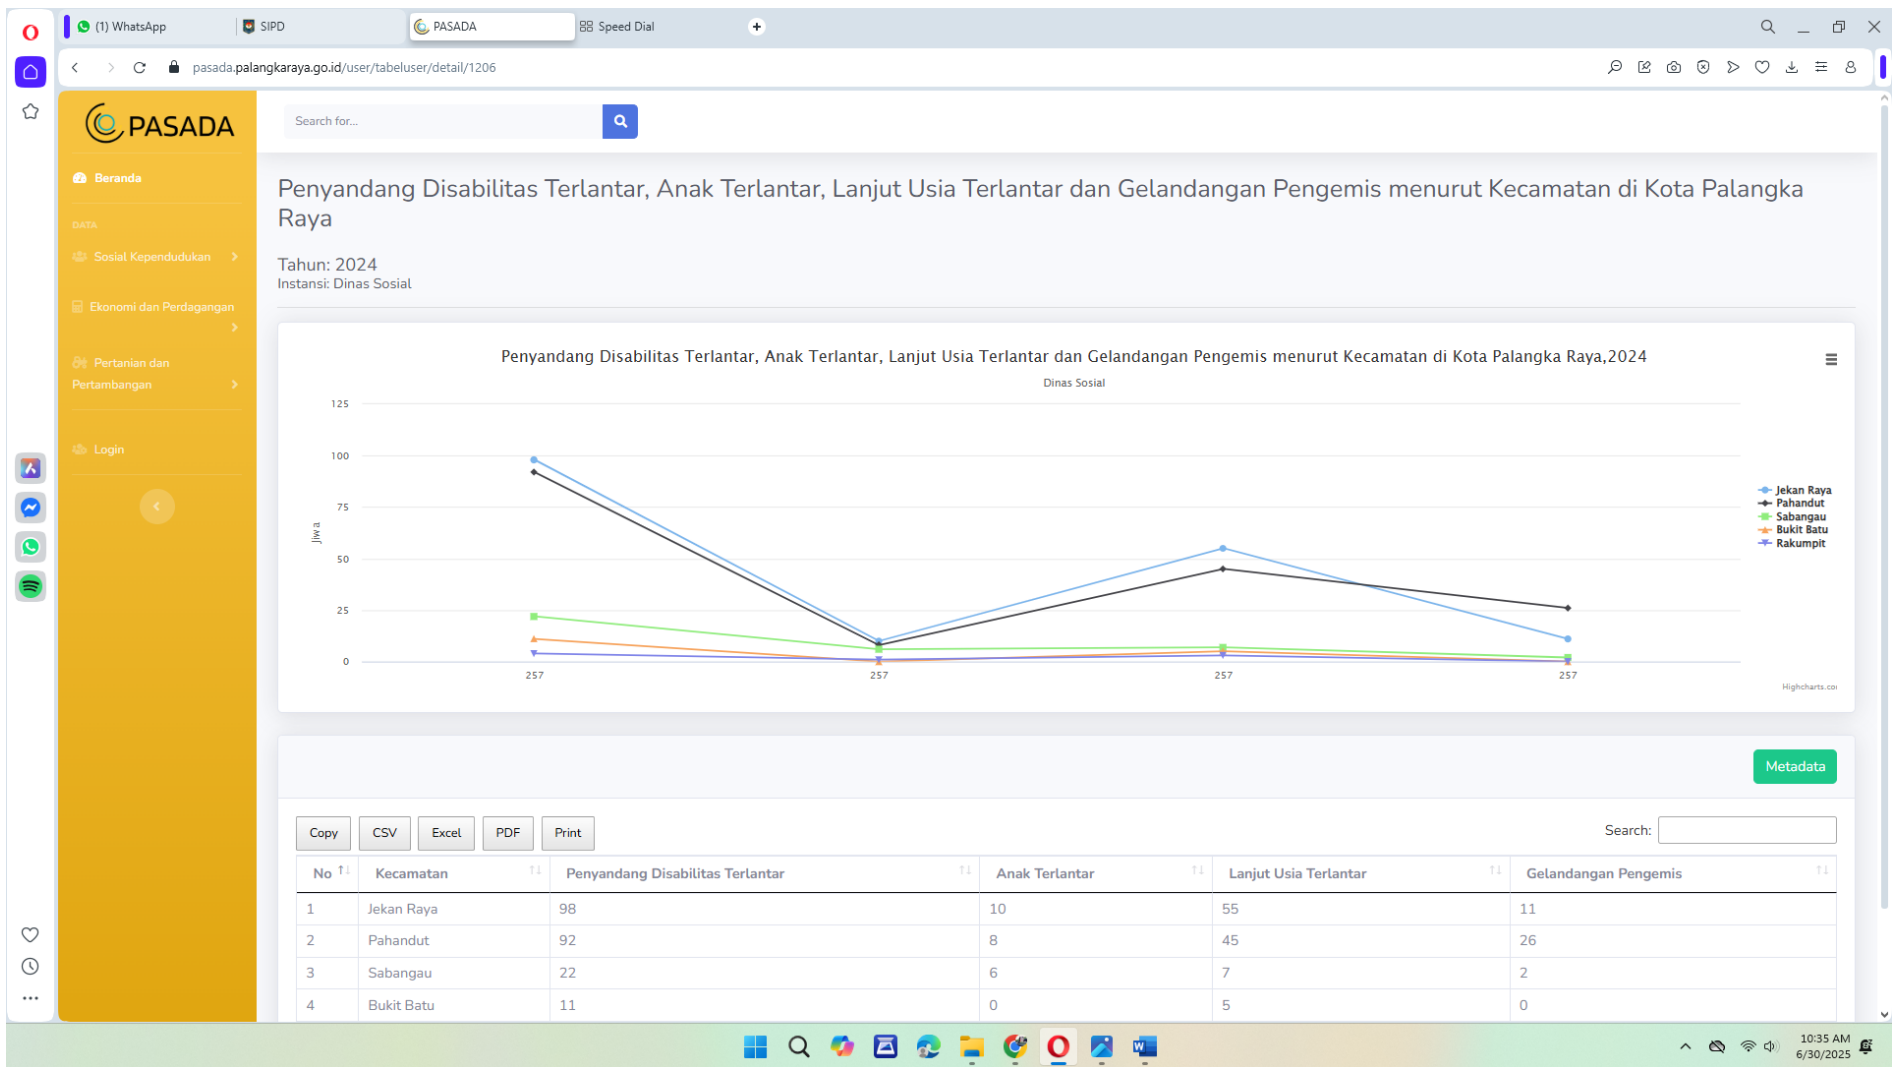 (1) WhatsApp
SIPD
PASADA
Speed Dial
pasada.palangkaraya.go.id/user/tabeluser/detail/1206
PASADA
Search for...
Beranda
DATA
Sosial Kependudukan
Ekonomi dan Perdagangan
Pertanian dan
Pertambangan
Login
Penyandang Disabilitas Terlantar, Anak Terlantar, Lanjut Usia Terlantar dan Gelandangan Pengemis menurut Kecamatan di Kota Palangka
Raya
Tahun: 2024
Instansi: Dinas Sosial
Penyandang Disabilitas Terlantar, Anak Terlantar, Lanjut Usia Terlantar dan Gelandangan Pengemis menurut Kecamatan di Kota Palangka Raya,2024
Dinas Sosial
125
100
75
50
25
0
Jiwa
257 257 257 257
Jekan Raya
Pahandut
Sabangau
Bukit Batu
Rakumpit
Highcharts.co
Metadata
Copy CSV Excel PDF Print
Search:
No Kecamatan Penyandang Disabilitas Terlantar Anak Terlantar Lanjut Usia Terlantar Gelandangan Pengemis
1 Jekan Raya 98 10 55 11
2 Pahandut 92 8 45 26
3 Sabangau 22 6 7 2
4 Bukit Batu 11 0 5 0
10:35 AM
6/30/2025